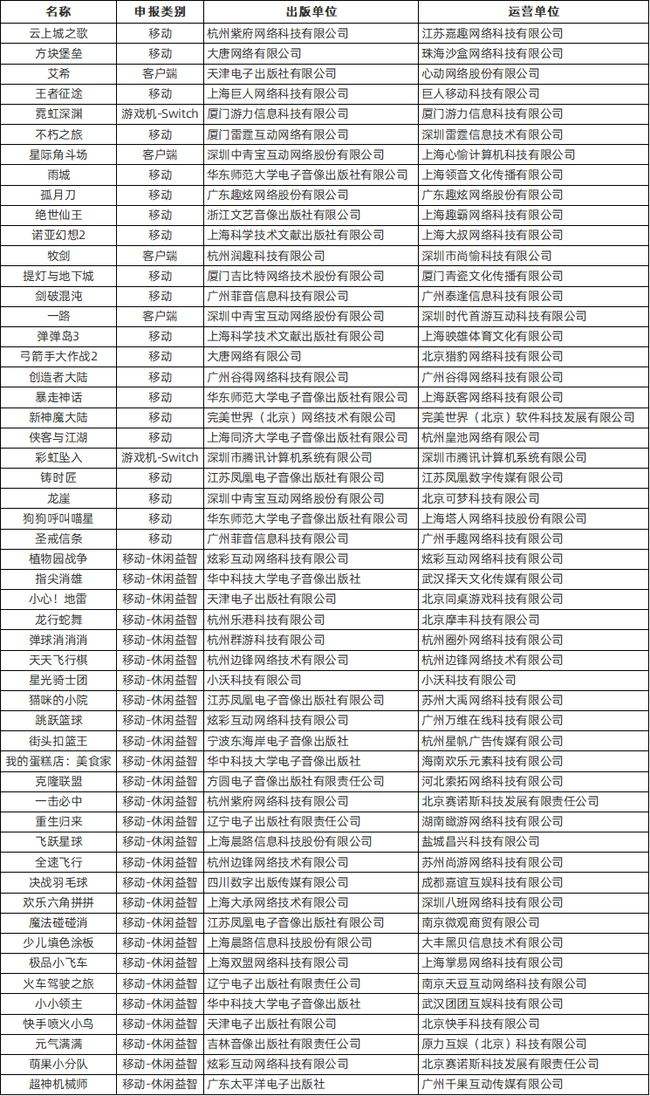 名称 申报类别 出版单位 运营单位
云上城之歌 移动 杭州紫府网络科技有限公司 江苏嘉趣网络科技有限公司
方块堡垒 移动 大唐网络有限公司 珠海沙盒网络科技有限公司
艾希 客户端 天津电子出版社有限公司 心动网络股份有限公司
王者征途 移动 上海巨人网络科技有限公司 巨人移动科技有限公司
霓虹深渊 游戏机-Switch 厦门游力信息科技有限公司 厦门游力信息科技有限公司
不朽之旅 移动 厦门雷霆互动网络有限公司 深圳雷霆信息技术有限公司
星际角斗场 客户端 深圳中青宝互动网络股份有限公司 上海心愉计算机科技有限公司
雨城 移动 华东师范大学电子音像出版社有限公司 上海领音文化传播有限公司
孤月刀 移动 广东趣炫网络股份有限公司 广东趣炫网络股份有限公司
绝世仙王 移动 浙江文艺音像出版社有限公司 上海趣霸网络科技有限公司
诺亚幻想2 移动 上海科学技术文献出版社有限公司 上海大叔网络科技有限公司
牧剑 客户端 杭州润趣科技有限公司 深圳市尚愉科技有限公司
提灯与地下城 移动 厦门吉比特网络技术股份有限公司 厦门青瓷文化传播有限公司
剑破混沌 移动 广州菲音信息科技有限公司 广州泰逢信息科技有限公司
一路 客户端 深圳中青宝互动网络股份有限公司 深圳时代首游互动科技有限公司
弹弹岛3 移动 上海科学技术文献出版社有限公司 上海映雄体育文化有限公司
弓箭手大作战2 移动 大唐网络有限公司 北京猎豹网络科技有限公司
创造者大陆 移动 广州谷得网络科技有限公司 广州谷得网络科技有限公司
暴走神话 移动 华东师范大学电子音像出版社有限公司 上海跃客网络科技有限公司
新神魔大陆 移动 完美世界（北京）网络技术有限公司 完美世界（北京）软件科技发展有限公司
侠客与江湖 移动 上海同济大学电子音像出版社有限公司 杭州皇池网络有限公司
彩虹坠入 游戏机-Switch 深圳市腾讯计算机系统有限公司 深圳市腾讯计算机系统有限公司
铸时匠 移动 江苏凤凰电子音像出版社有限公司 江苏凤凰数字传媒有限公司
龙崖 移动 深圳中青宝互动网络股份有限公司 北京可梦科技有限公司
狗狗呼叫喵星 移动 华东师范大学电子音像出版社有限公司 上海塔人网络科技股份有限公司
圣戒信条 移动 广州菲音信息科技有限公司 广州手趣网络科技有限公司
植物园战争 移动-休闲益智 炫彩互动网络科技有限公司 炫彩互动网络科技有限公司
指尖消雄 移动-休闲益智 华中科技大学电子音像出版社 武汉择天文化传媒有限公司
小心！地雷 移动-休闲益智 天津电子出版社有限公司 北京同桌游戏科技有限公司
龙行蛇舞 移动-休闲益智 杭州乐港科技有限公司 北京摩丰科技有限公司
弹球消消消 移动-休闲益智 杭州群游科技有限公司 杭州圈外网络科技有限公司
天天飞行棋 移动-休闲益智 杭州边锋网络技术有限公司 杭州边锋网络技术有限公司
星光骑士团 移动-休闲益智 小沃科技有限公司 小沃科技有限公司
猫咪的小院 移动-休闲益智 江苏凤凰电子音像出版社有限公司 苏州大禹网络科技有限公司
跳跃篮球 移动-休闲益智 炫彩互动网络科技有限公司 广州万维在线科技有限公司
街头扣篮王 移动-休闲益智 宁波东海岸电子音像出版社 杭州星帆广告传媒有限公司
我的蛋糕店：美食家 移动-休闲益智 华中科技大学电子音像出版社 海南欢乐元素科技有限公司
克隆联盟 移动-休闲益智 方圆电子音像出版社有限责任公司 河北索拓网络科技有限公司
一击必中 移动-休闲益智 杭州紫府网络科技有限公司 北京赛诺斯科技发展有限责任公司
重生归来 移动-休闲益智 辽宁电子出版社有限责任公司 湖南鏾游网络科技有限公司
飞跃星球 移动-休闲益智 上海晨路信息科技股份有限公司 盐城昌兴科技有限公司
全速飞行 移动-休闲益智 杭州边锋网络技术有限公司 苏州尚游网络科技有限公司
决战羽毛球 移动-休闲益智 四川数字出版传媒有限公司 成都嘉谊互娱科技有限公司
欢乐六角拼拼 移动-休闲益智 上海大承网络技术有限公司 深圳八班网络科技有限公司
魔法碰碰消 移动-休闲益智 江苏凤凰电子音像出版社有限公司 南京微观商贸有限公司
少儿填色涂板 移动-休闲益智 上海晨路信息科技股份有限公司 大丰黑贝信息技术有限公司
极品小飞车 移动-休闲益智 上海双盟网络科技有限公司 上海掌易网络科技有限公司
火车驾驶之旅 移动-休闲益智 辽宁电子出版社有限责任公司 南京天豆互动网络科技有限公司
小小领主 移动-休闲益智 华中科技大学电子音像出版社 武汉团团互娱科技有限公司
快手喷火小鸟 移动-休闲益智 天津电子出版社有限公司 北京快手科技有限公司
元气满满 移动-休闲益智 吉林音像出版社有限责任公司 原力互娱（北京）科技有限公司
萌果小分队 移动-休闲益智 炫彩互动网络科技有限公司 北京赛诺斯科技发展有限责任公司
超神机械师 移动-休闲益智 广东太平洋电子出版社 广州千果互动传媒有限公司